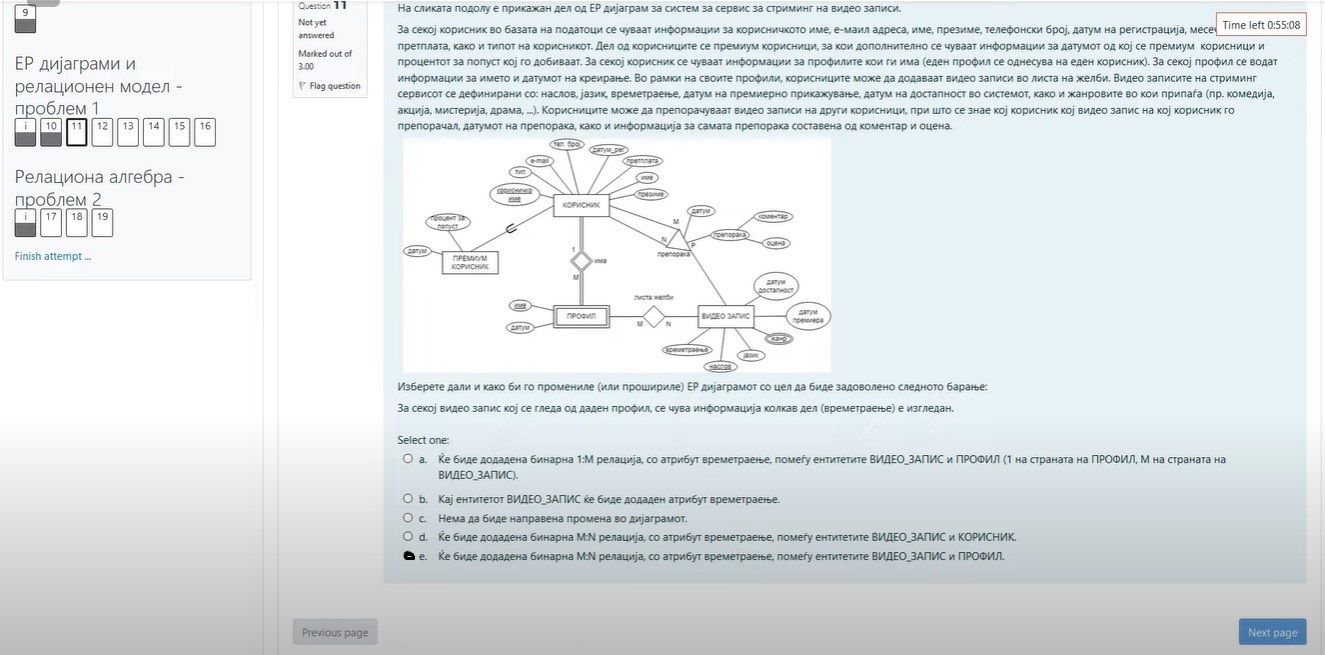 9
ЕР дијаграми и
релационен модел -
проблем 1
i 10 11 12 13 14 15 16
Релациона алгебра -
проблем 2
i 17 18 19
Finish attempt ...
Question 11
Not yet
answered
Marked out of
3.00
Flag question
Time left 0:55:08
На сликата подолу е прикажан дел од ЕР дијаграм за систем за сервис за стриминг на видео записи.
За секој корисник во базата на податоци се чуваат информации за корисничкото име, е-маил адреса, име, презиме, телефонски број, датум на регистрација,
претплата, како и типот на корисникот. Дел од корисниците се премиум корисници, за кои дополнително се чуваат информации за датумот од кој се премиум корисници и
процентот за попуст кој го добиваат. За секој корисник се чуваат информации за профилите кои ги има (еден профил се однесува на еден корисник). За секој профил се водат
информации за името и датумот на креирање. Во рамки на своите профили, корисниците може да додаваат видео записи во листа на желби. Видео записите на стриминг
сервисот се дефинирани со: наслов, јазик, времетраење, датум на премиерно прикажување, датум на достапност во системот, како и жанровите во кои припаѓа (пр. комедија,
акција, мистерија, драма, ...). Корисниците може да препорачуваат видео записи на други корисници, при што се знае кој корисник кој видео запис на кој корисник го
препорачал, датумот на препорака, како и информација за самата препорака составена од коментар и оцена.
тел. број
датум_рег
e-mail
претплата
тип
име
корисничко
име
презиме
КОРИСНИК
процент за
попуст
датум
ПРЕМИУМ
КОРИСНИК
M
датум
коментар
N
P
препорака
оцена
препорака
1
има
M
име
датум
ПРОФИЛ
листа желби
M
N
ВИДЕО ЗАПИС
датум
достапност
датум
премиера
жанр
времетраење
јазик
наслов
Изберете дали и како би го промениле (или прошириле) ЕР дијаграмот со цел да биде задоволено следното барање:
За секој видео запис кој се гледа од даден профил, се чува информација колкав дел (времетраење) е изгледан.
Select one:
a. Ќе биде додадена бинарна 1:M релација, со атрибут времетраење, помеѓу ентитетите ВИДЕО_ЗАПИС и ПРОФИЛ (1 на страната на ПРОФИЛ, M на страната на
ВИДЕО_ЗАПИС).
b. Кај ентитетот ВИДЕО_ЗАПИС ќе биде додаден атрибут времетраење.
c. Нема да биде направена промена во дијаграмот.
d. Ќе биде додадена бинарна M:N релација, со атрибут времетраење, помеѓу ентитетите ВИДЕО_ЗАПИС и КОРИСНИК.
e. Ќе биде додадена бинарна M:N релација, со атрибут времетраење, помеѓу ентитетите ВИДЕО_ЗАПИС и ПРОФИЛ.
Previous page
Next page